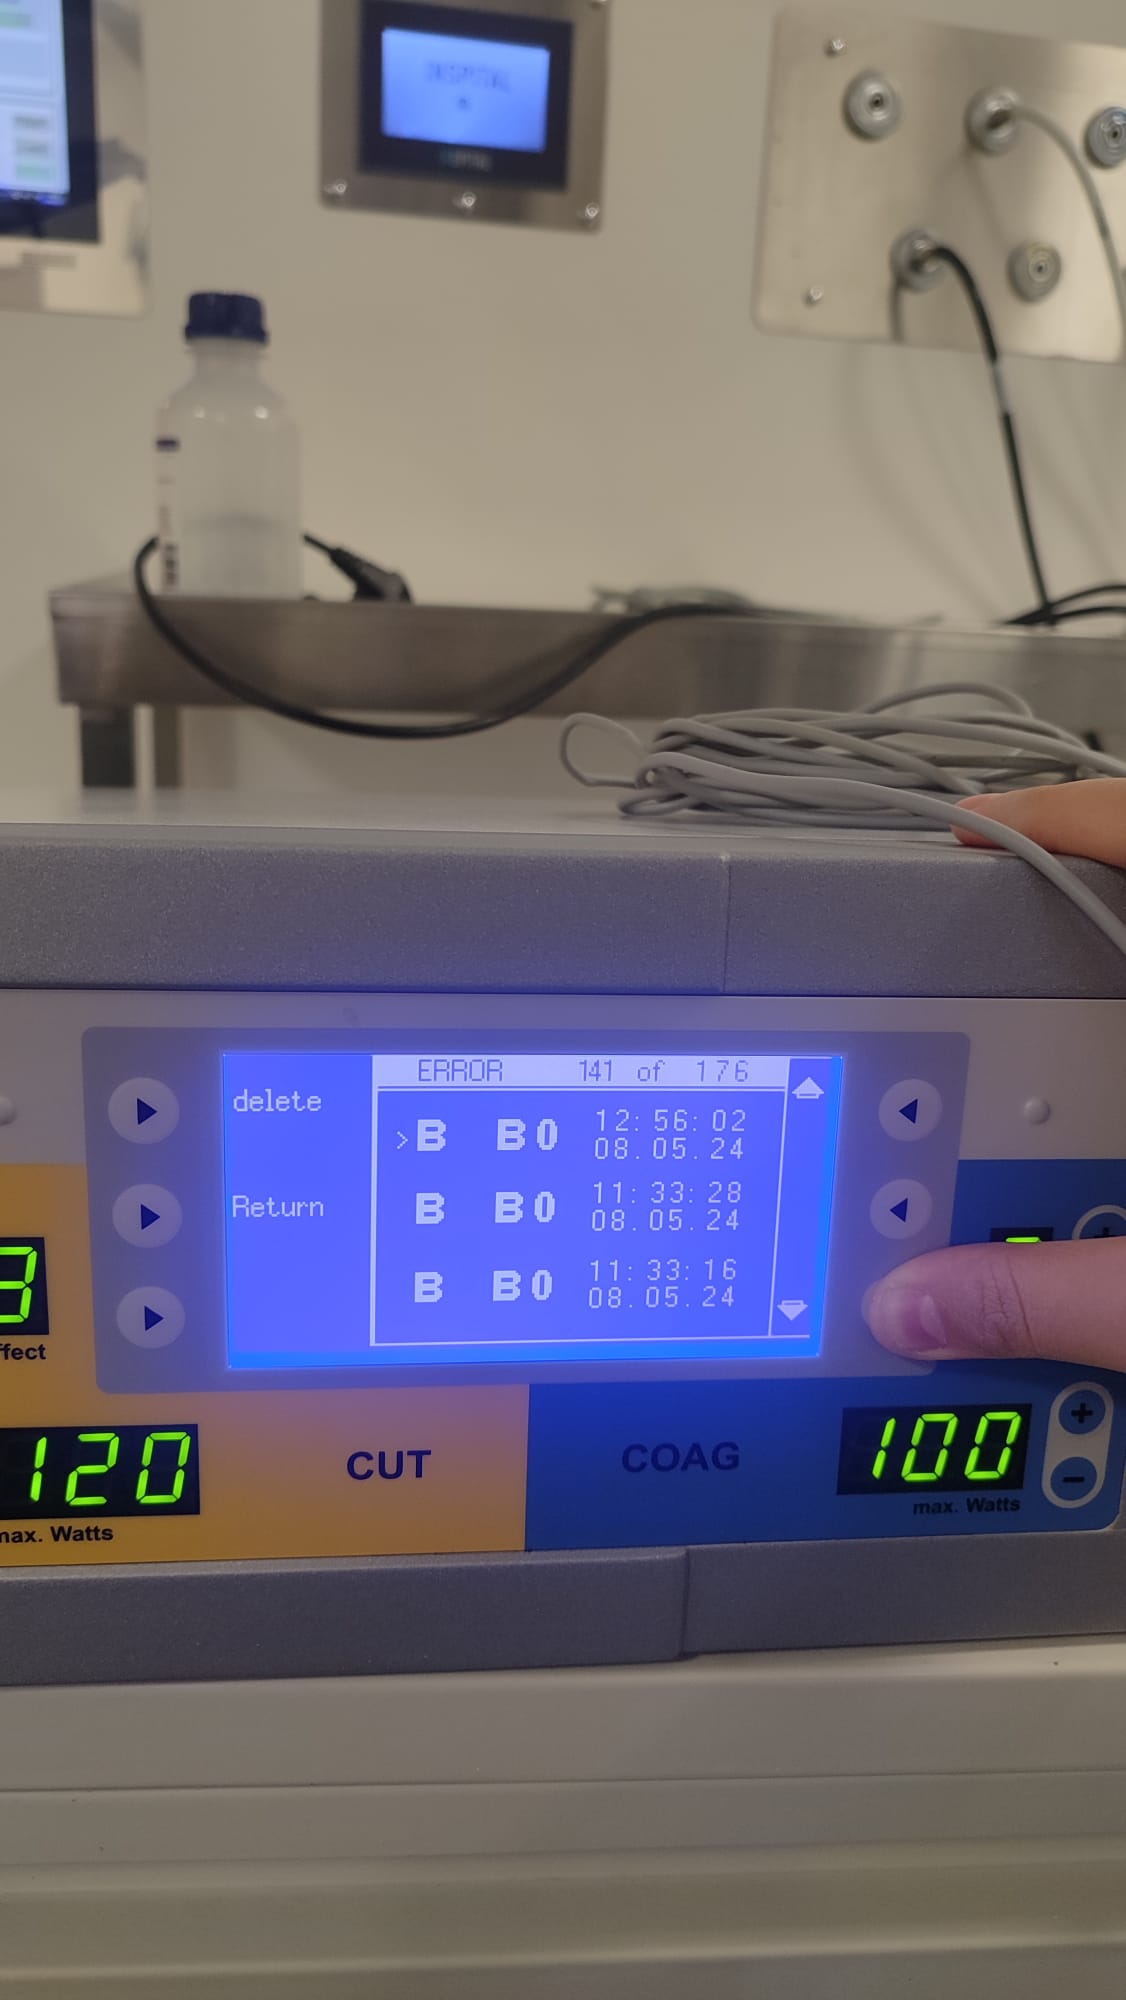 delete
Return
ERROR 141 of 176
>B B0 12:56:02
08.05.24
B B0 11:33:28
08.05.24
B B0 11:33:16
08.05.24
3
ffect
120
max. Watts
CUT
COAG
100
max. Watts
+
−